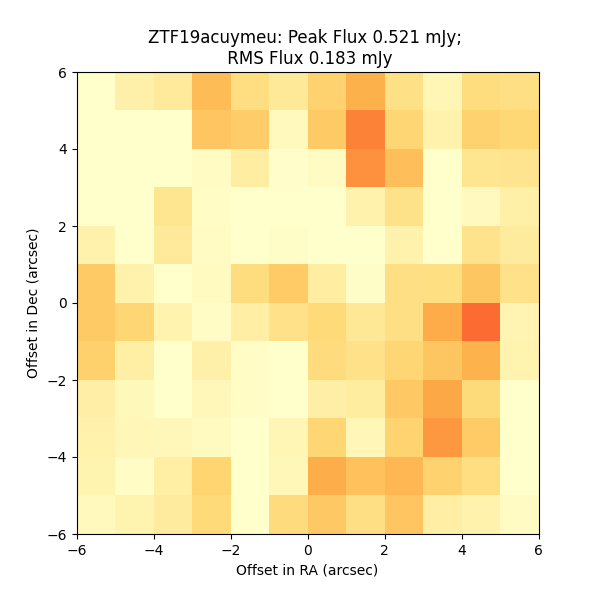 ZTF19acuymeu: Peak Flux 0.521 mJy;
RMS Flux 0.183 mJy
6
4
2
0
−2
−4
−6
Offset in Dec (arcsec)
−6 −4 −2 0 2 4 6
Offset in RA (arcsec)